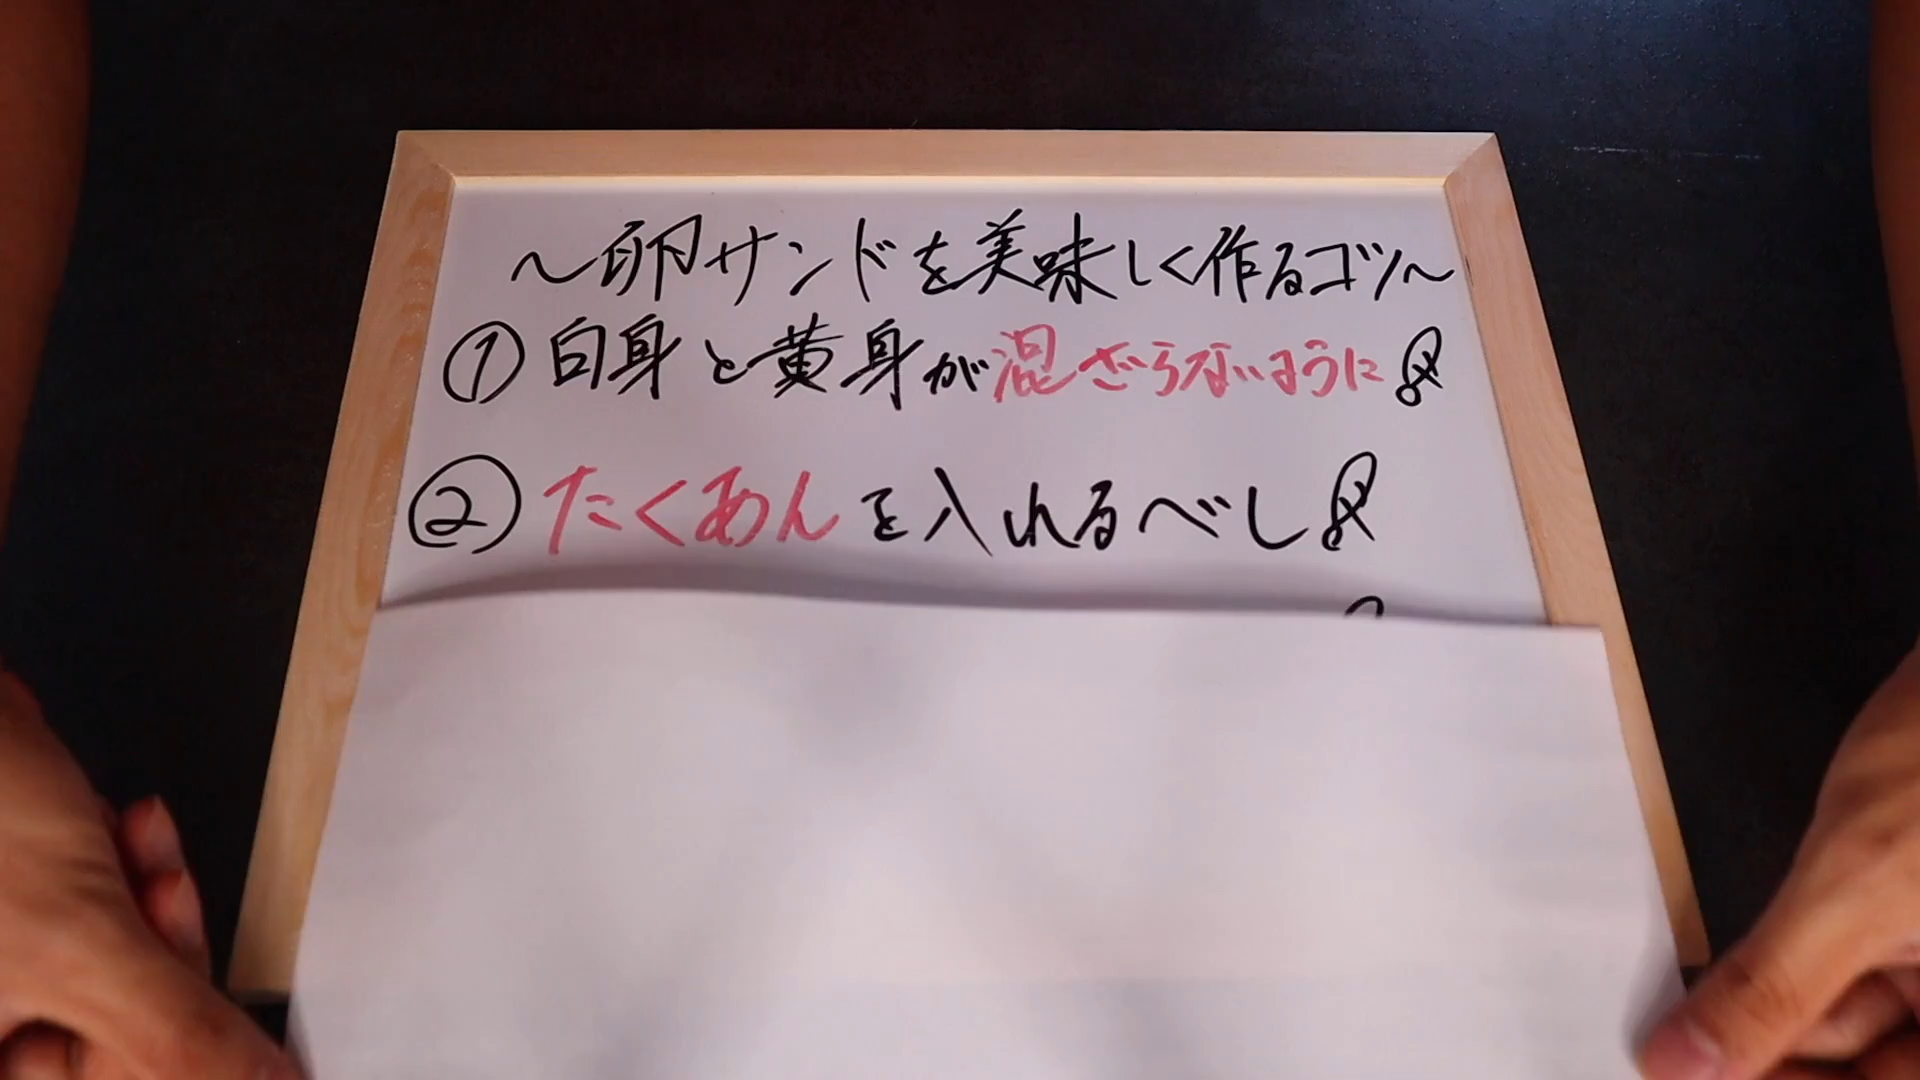 〜卵サンドを美味しく作るコツ〜
①白身と黄身が混ざらないように!!
②たくあんを入れるべし!!